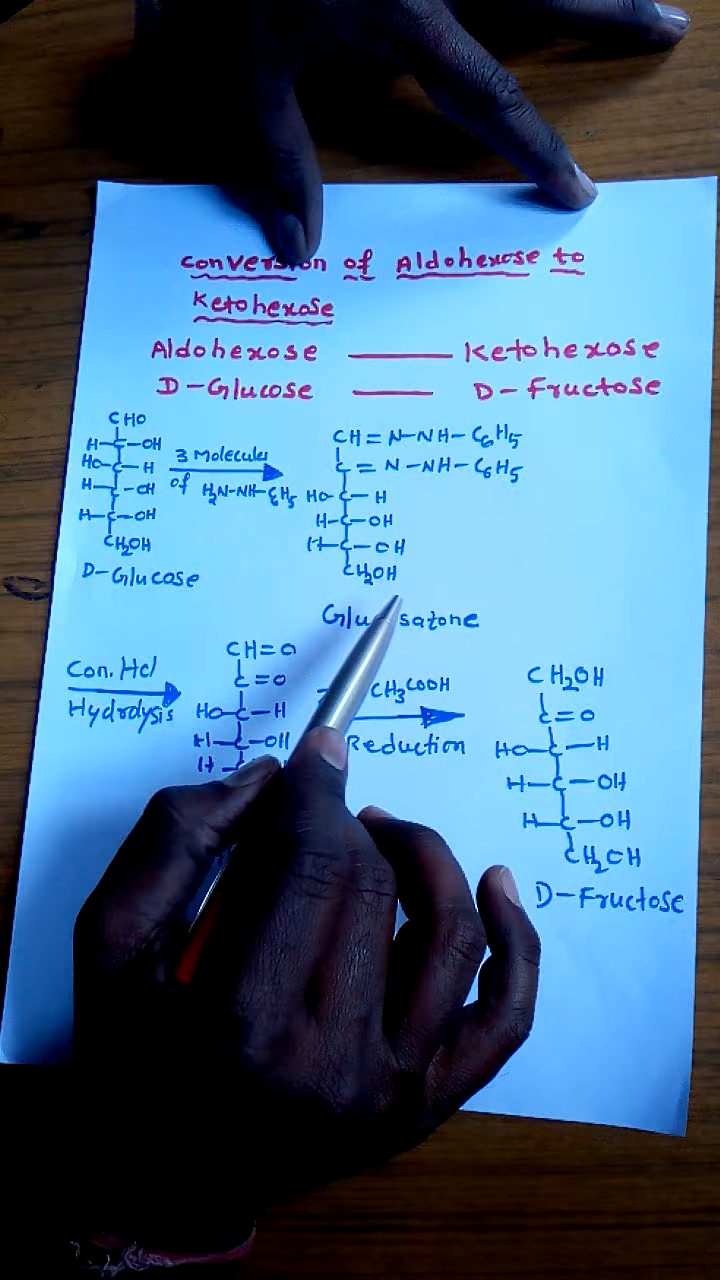 Conversion of Aldohexose to
Ketohexose
Aldohexose —— Ketohexose
D-Glucose —— D-Fructose
CHO
H-C-OH
HO-C-H
H-C-OH
H-C-OH
CH2OH
D-Glucose
3 Molecules
of H2N-NH-C6H5
CH=N-NH-C6H5
C=N-NH-C6H5
HO-C-H
H-C-OH
H-C-OH
CH2OH
Con. Hcl
Hydrolysis
CH=O
C=O
HO-C-H
H-C-OH
H
CH3COOH
Reduction
CH2OH
C=O
HO-C-H
H-C-OH
H-C-OH
CH2OH
D-Fructose